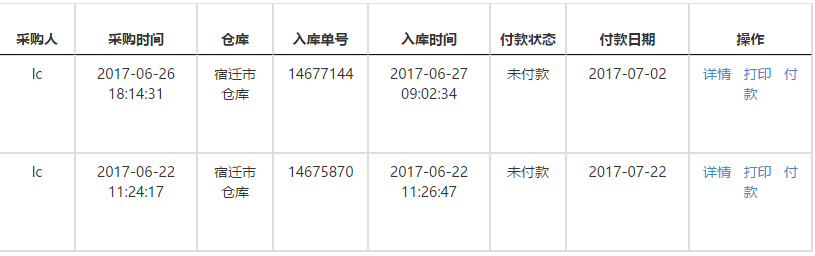 采购人 采购时间 仓库 入库单号 入库时间 付款状态 付款日期 操作
lc 2017-06-26 宿迁市 14677144 2017-06-27 未付款 2017-07-02 详情 打印 付
18:14:31 仓库 09:02:34 款
lc 2017-06-22 宿迁市 14675870 2017-06-22 未付款 2017-07-22 详情 打印 付
11:24:17 仓库 11:26:47 款